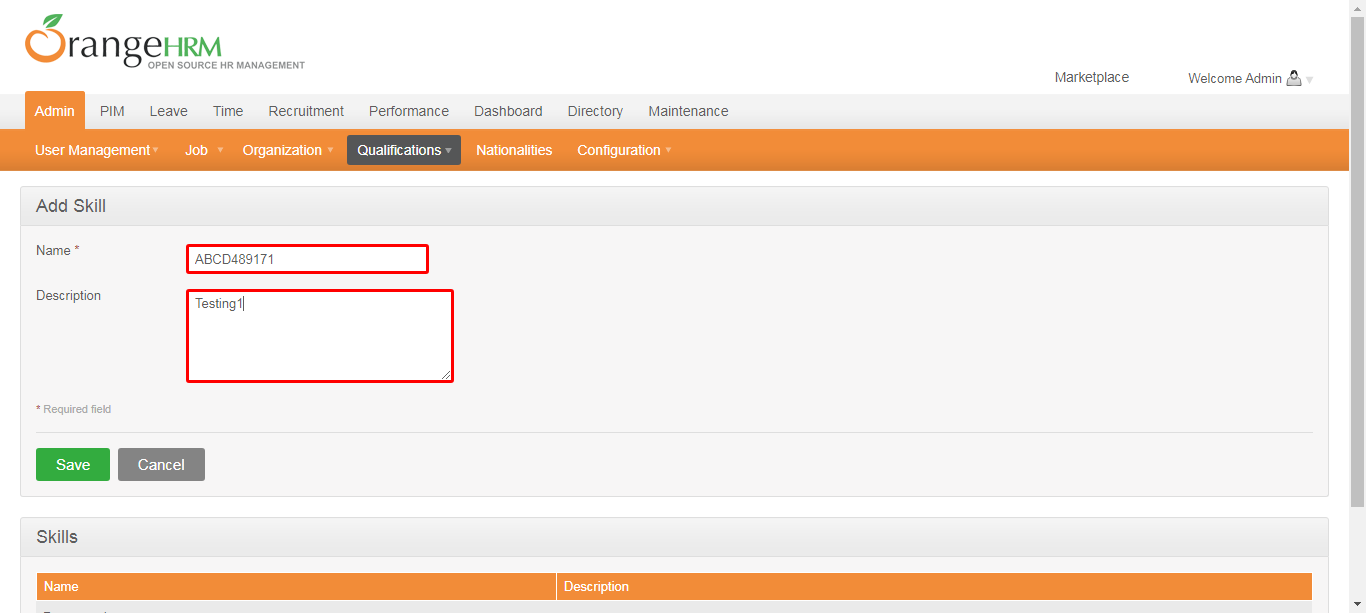 OrangeHRM
OPEN SOURCE HR MANAGEMENT
Marketplace
Welcome Admin
Admin PIM Leave Time Recruitment Performance Dashboard Directory Maintenance
User Management Job Organization Qualifications Nationalities Configuration
Add Skill
Name *
ABCD489171
Description
Testing1
* Required field
Save Cancel
Skills
Name Description